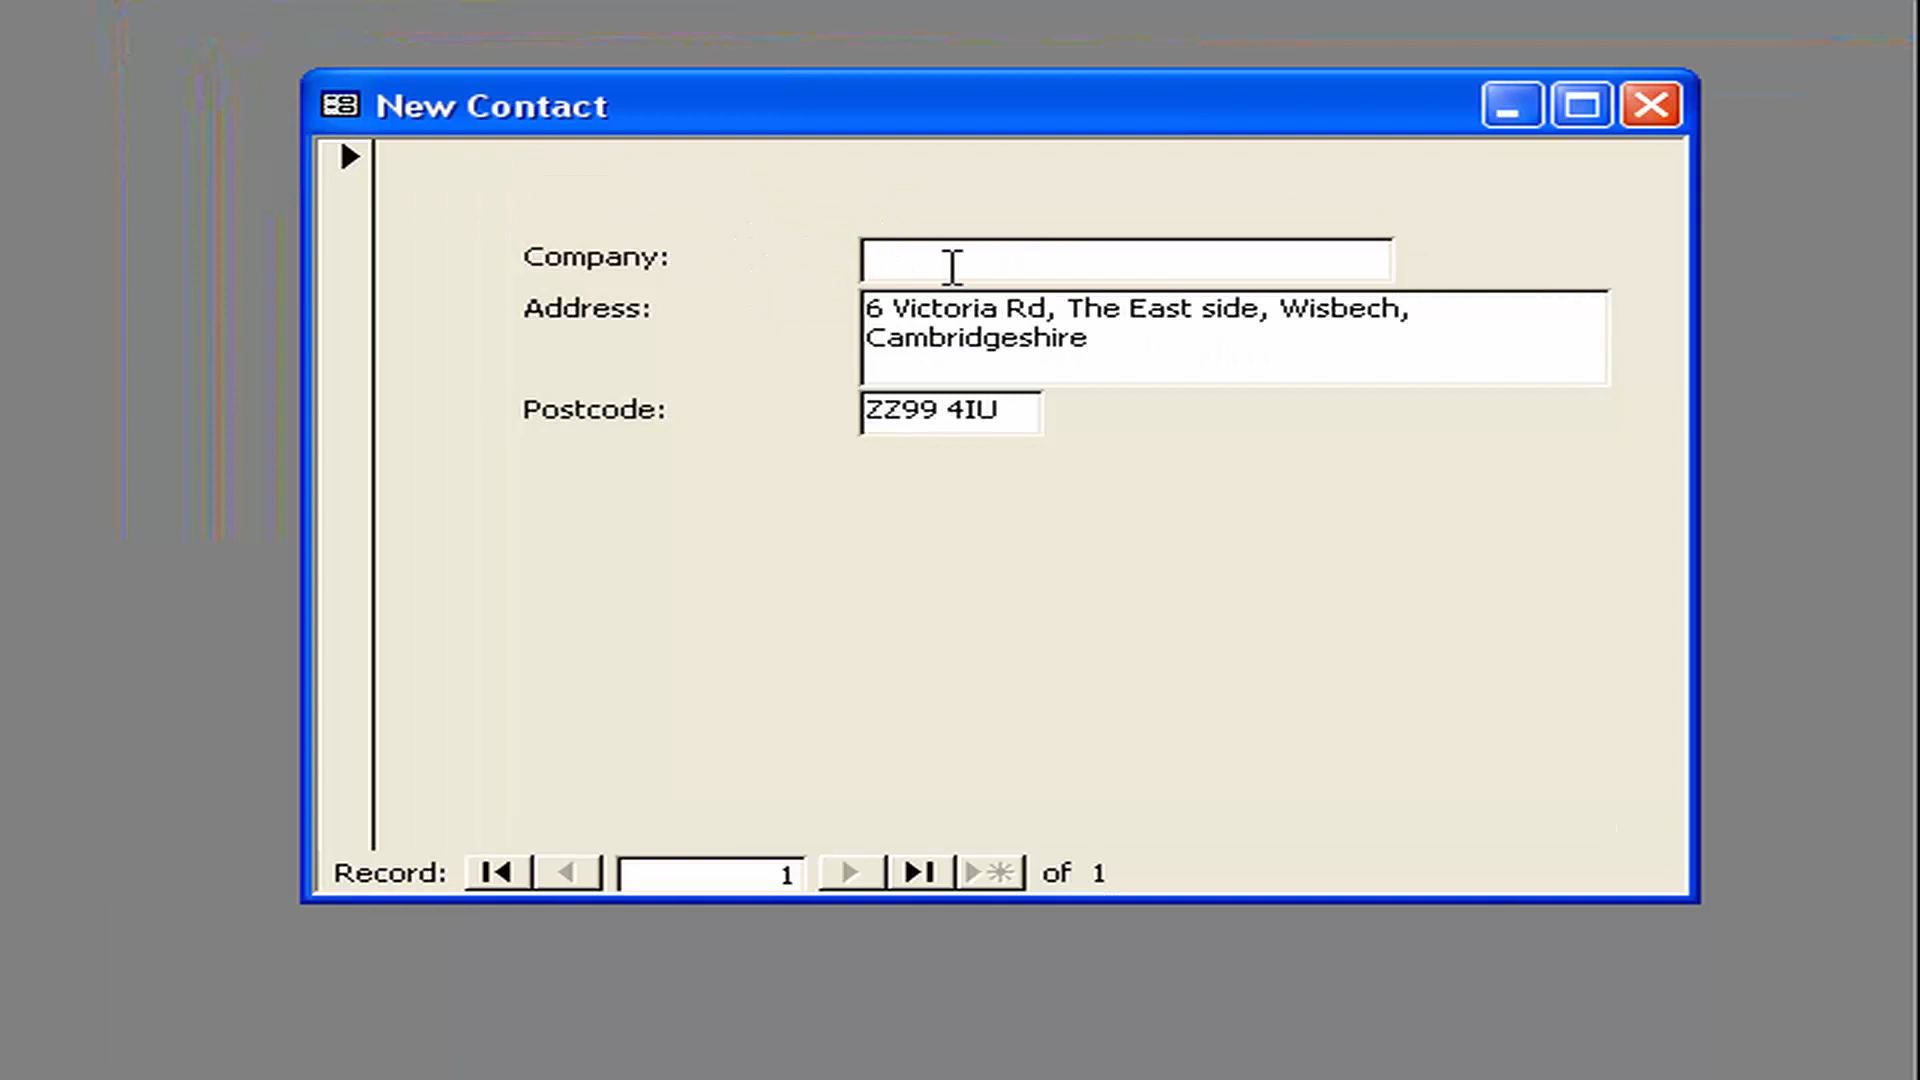 New Contact
Company:
Address:
6 Victoria Rd, The East side, Wisbech,
Cambridgeshire
Postcode:
ZZ99 4IU
Record:
1
of 1